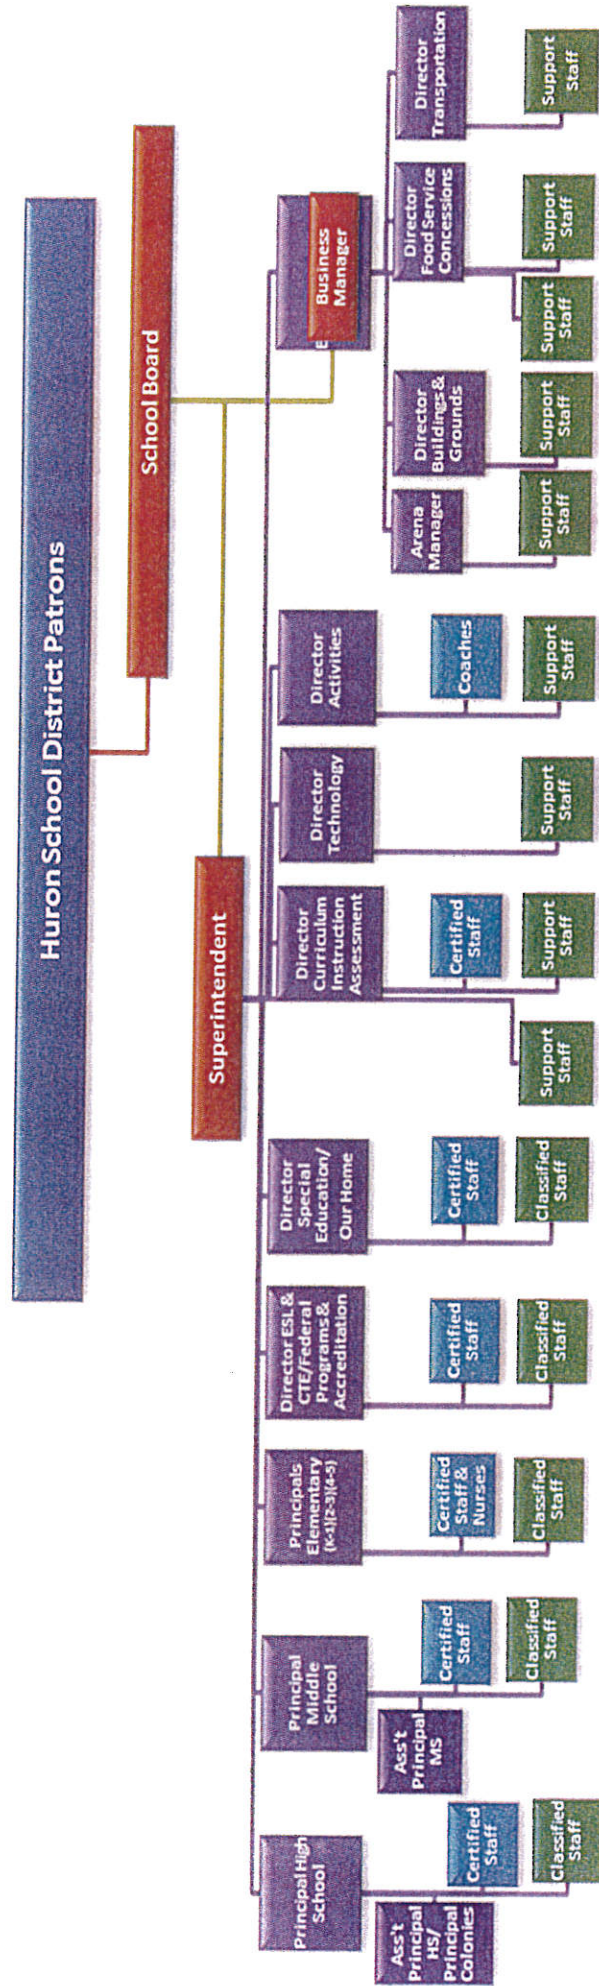 Huron School District Patrons
School Board
Superintendent
Principal High
School
Principal
Middle
School
Principals
Elementary
(K-1)(2-3)(4-5)
Director ESL &
CTE/Federal
Programs &
Accreditation
Director
Special
Education/
Our Home
Director
Curriculum
Instruction
Assessment
Director
Technology
Director
Activities
Business
Manager
Ass't
Principal
HS/
Principal
Colonies
Ass't
Principal
MS
Arena
Manager
Director
Buildings &
Grounds
Director
Food Service
Concessions
Director
Transportation
Certified
Staff
Certified
Staff
Certified
Staff &
Nurses
Certified
Staff
Certified
Staff
Certified
Staff
Coaches
Classified
Staff
Classified
Staff
Classified
Staff
Classified
Staff
Classified
Staff
Support
Staff
Support
Staff
Support
Staff
Support
Staff
Support
Staff
Support
Staff
Support
Staff
Support
Staff
Support
Staff